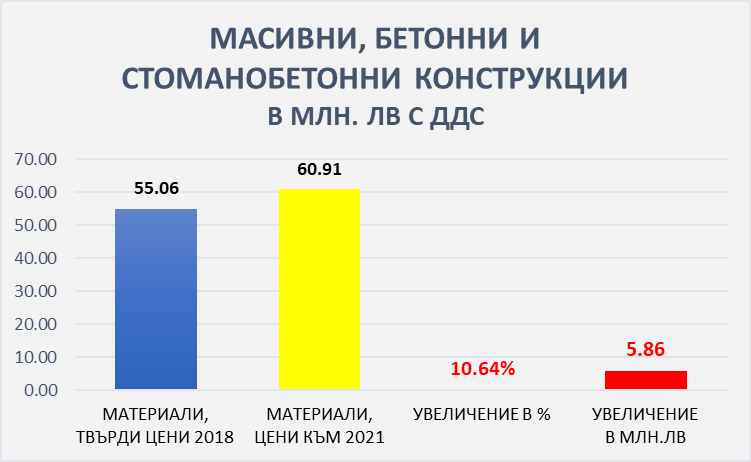 МАСИВНИ, БЕТОННИ И
СТОМАНОБЕТОННИ КОНСТРУКЦИИ
В МЛН. ЛВ С ДДС
70.00
60.00
50.00
40.00
30.00
20.00
10.00
0.00
55.06
60.91
10.64%
5.86
МАТЕРИАЛИ,
ТВЪРДИ ЦЕНИ 2018
МАТЕРИАЛИ,
ЦЕНИ КЪМ 2021
УВЕЛИЧЕНИЕ В %
УВЕЛИЧЕНИЕ
В МЛН.ЛВ